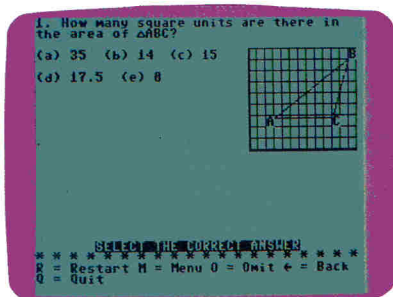 1. How many square units are there in
the area of △ABC?
(a) 35 (b) 14 (c) 15
(d) 17.5 (e) 8
B
A
C
SELECT THE CORRECT ANSWER
* * * * * * * * * * * * * * * * * * *
R = Restart M = Menu O = Omit ← = Back
Q = Quit